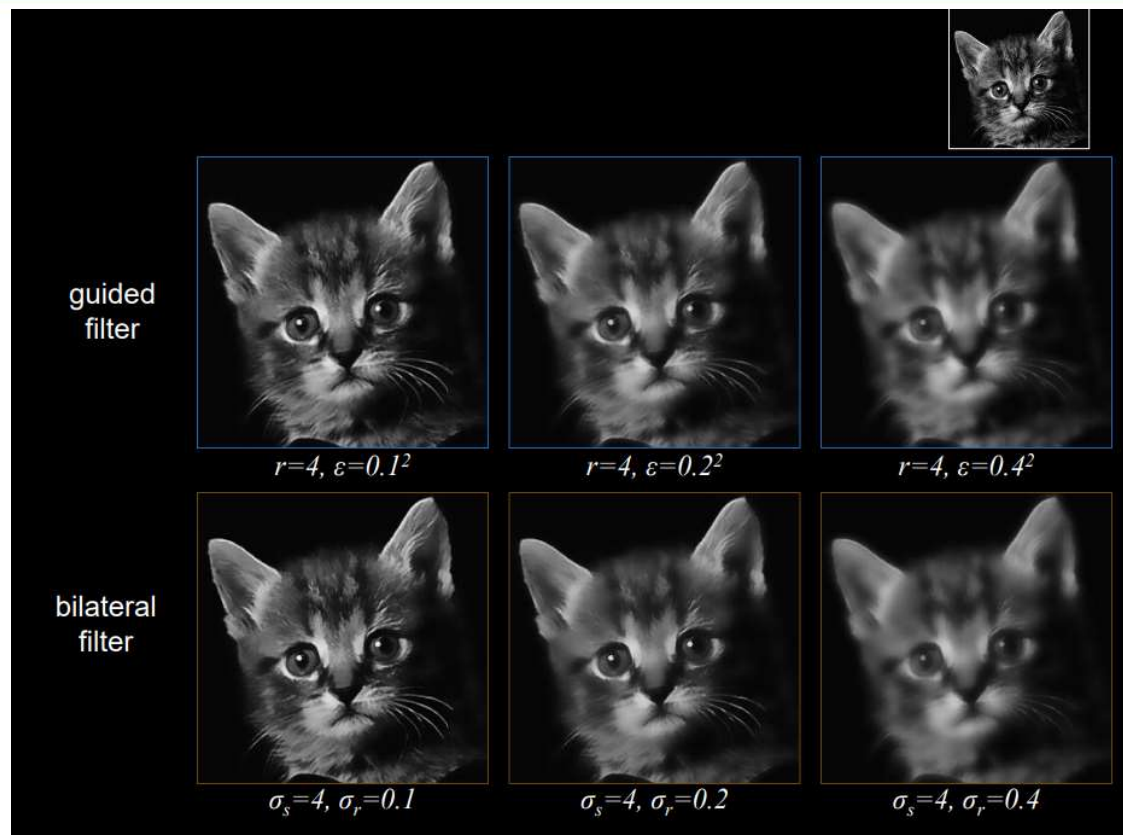 guided
filter
r=4, ε=0.1²
r=4, ε=0.2²
r=4, ε=0.4²
bilateral
filter
σₛ=4, σᵣ=0.1
σₛ=4, σᵣ=0.2
σₛ=4, σᵣ=0.4